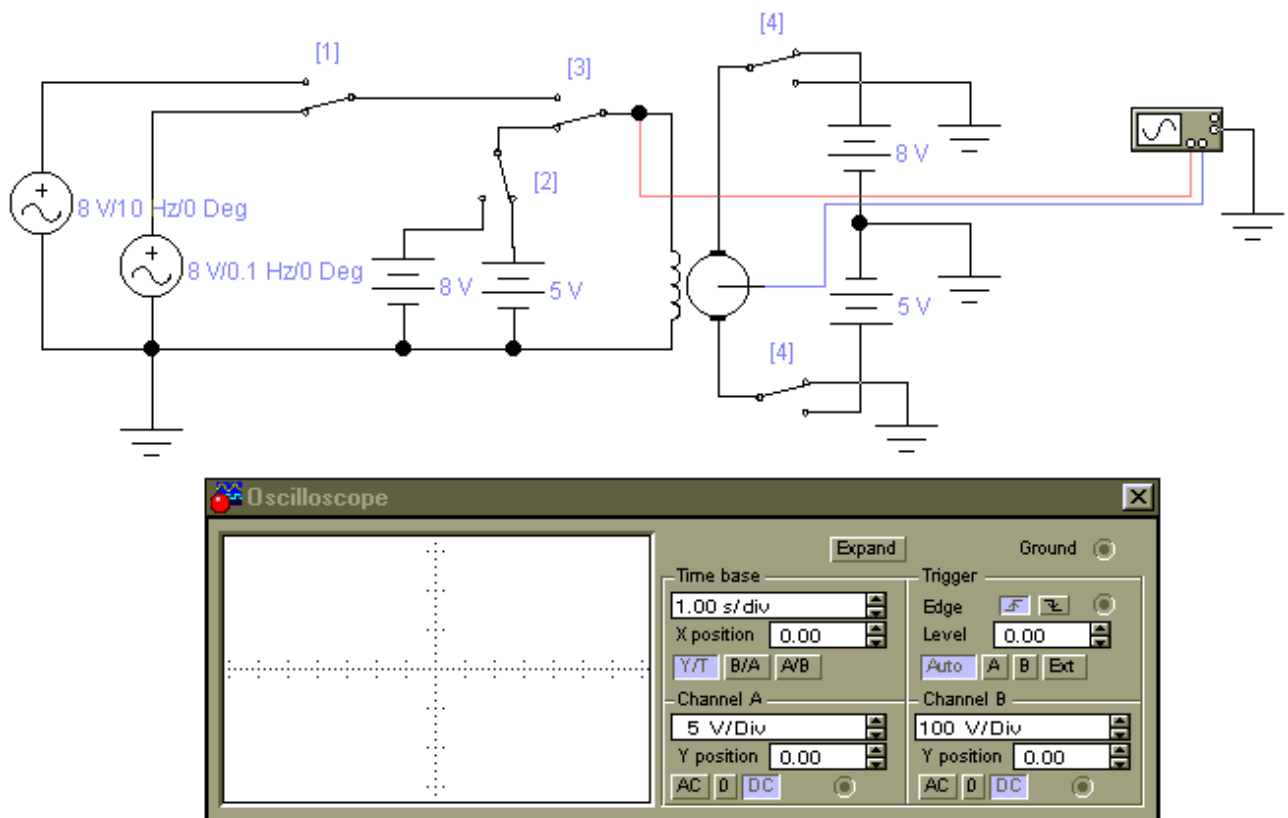 [4]
[1]
[3]
8 V
[2]
8 V/10 Hz/0 Deg
8 V/0.1 Hz/0 Deg
8 V
5 V
5 V
[4]
Oscilloscope
Expand
Ground
Time base
Trigger
1.00 s/div
Edge
X position 0.00
Level 0.00
Y/T B/A A/B
Auto A B Ext
Channel A
Channel B
5 V/Div
100 V/Div
Y position 0.00
Y position 0.00
AC 0 DC
AC 0 DC